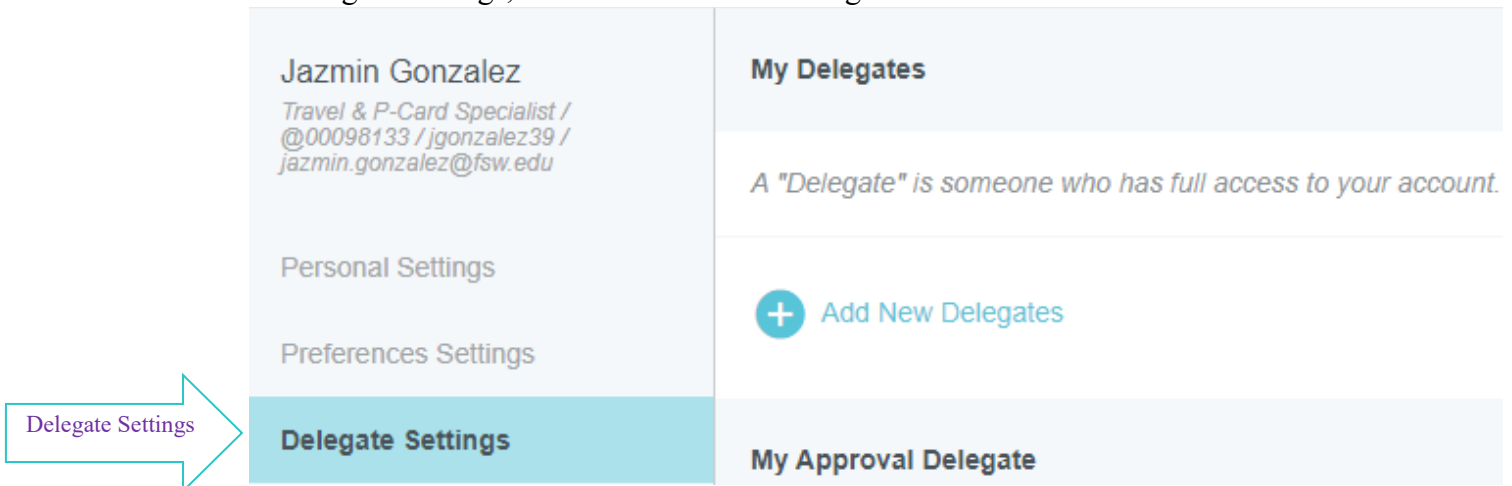 Jazmin Gonzalez
Travel & P-Card Specialist /
@00098133 / jgonzalez39 /
jazmin.gonzalez@fsw.edu
Personal Settings
Preferences Settings
Delegate Settings
Delegate Settings
My Delegates
A "Delegate" is someone who has full access to your account.
Add New Delegates
My Approval Delegate